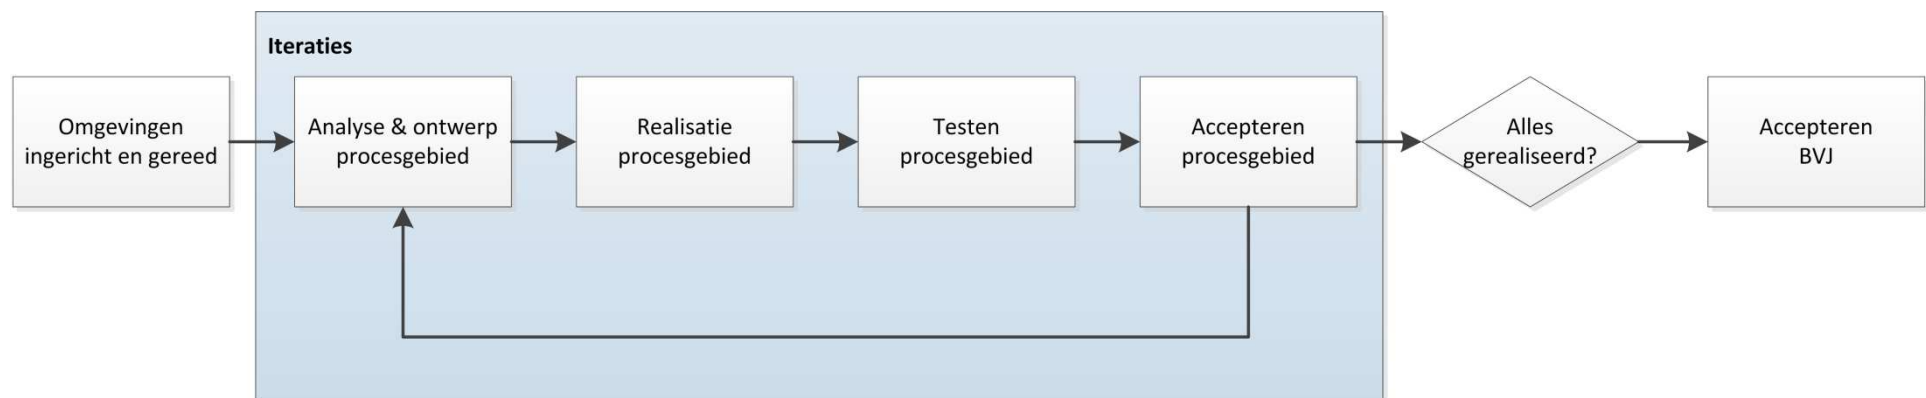 Iteraties
Omgevingen
ingericht en gereed
Analyse & ontwerp
procesgebied
Realisatie
procesgebied
Testen
procesgebied
Accepteren
procesgebied
Alles
gerealiseerd?
Accepteren
BVJ